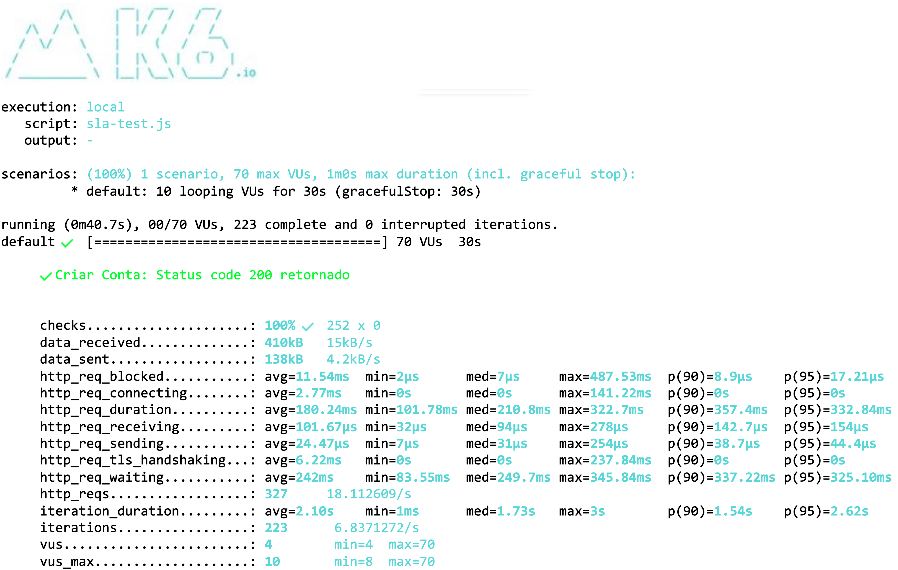 K6.io
execution: local
script: sla-test.js
output: -
scenarios: (100%) 1 scenario, 70 max VUs, 1m0s max duration (incl. graceful stop):
* default: 10 looping VUs for 30s (gracefulStop: 30s)
running (0m40.7s), 00/70 VUs, 223 complete and 0 interrupted iterations.
default ✓ [======================================] 70 VUs 30s
✓ Criar Conta: Status code 200 retornado
checks.....................: 100% ✓ 252 x 0
data_received..............: 410kB 15kB/s
data_sent..................: 138kB 4.2kB/s
http_req_blocked...........: avg=11.54ms min=2µs med=7µs max=487.53ms p(90)=8.9µs p(95)=17.21µs
http_req_connecting........: avg=2.77ms min=0s med=0s max=141.22ms p(90)=0s p(95)=0s
http_req_duration..........: avg=180.24ms min=101.78ms med=210.8ms max=322.7ms p(90)=357.4ms p(95)=332.84ms
http_req_receiving.........: avg=101.67µs min=32µs med=94µs max=278µs p(90)=142.7µs p(95)=154µs
http_req_sending...........: avg=24.47µs min=7µs med=31µs max=254µs p(90)=38.7µs p(95)=44.4µs
http_req_tls_handshaking...: avg=6.22ms min=0s med=0s max=237.84ms p(90)=0s p(95)=0s
http_req_waiting...........: avg=242ms min=83.55ms med=249.7ms max=345.84ms p(90)=337.22ms p(95)=325.10ms
http_reqs..................: 327 18.112609/s
iteration_duration.........: avg=2.10s min=1ms med=1.73s max=3s p(90)=1.54s p(95)=2.62s
iterations.................: 223 6.8371272/s
vus........................: 4 min=4 max=70
vus_max....................: 10 min=8 max=70